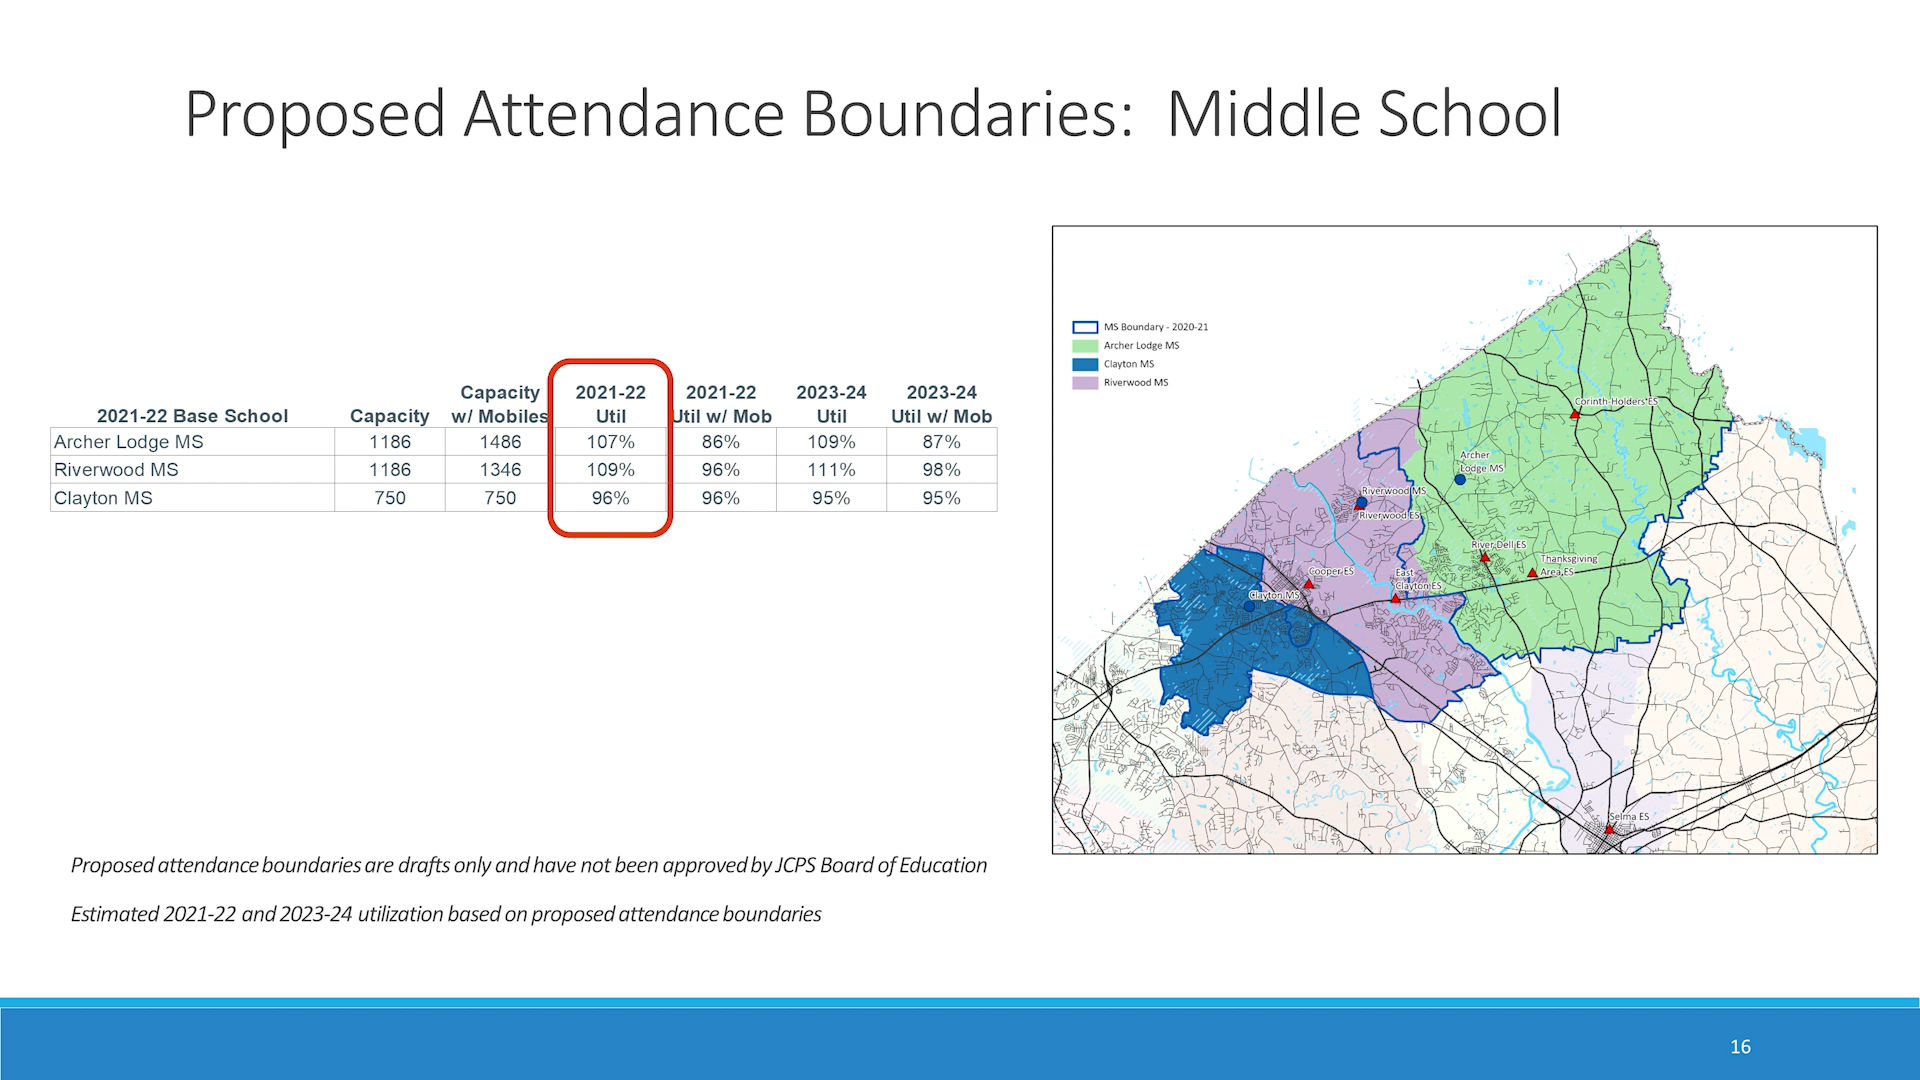 Proposed Attendance Boundaries: Middle School
2021-22 Base School Capacity Capacity w/ Mobiles 2021-22 Util 2021-22 Util w/ Mob 2023-24 Util 2023-24 Util w/ Mob
Archer Lodge MS 1186 1486 107% 86% 109% 87%
Riverwood MS 1186 1346 109% 96% 111% 98%
Clayton MS 750 750 96% 96% 95% 95%
MS Boundary - 2020-21
Archer Lodge MS
Clayton MS
Riverwood MS
Corinth-Holders ES
Archer
Lodge MS
Riverwood MS
Riverwood ES
River Dell ES
Thanksgiving
Area ES
Cooper ES
East
Clayton ES
Clayton MS
Selma ES
Proposed attendance boundaries are drafts only and have not been approved by JCPS Board of Education
Estimated 2021-22 and 2023-24 utilization based on proposed attendance boundaries
16